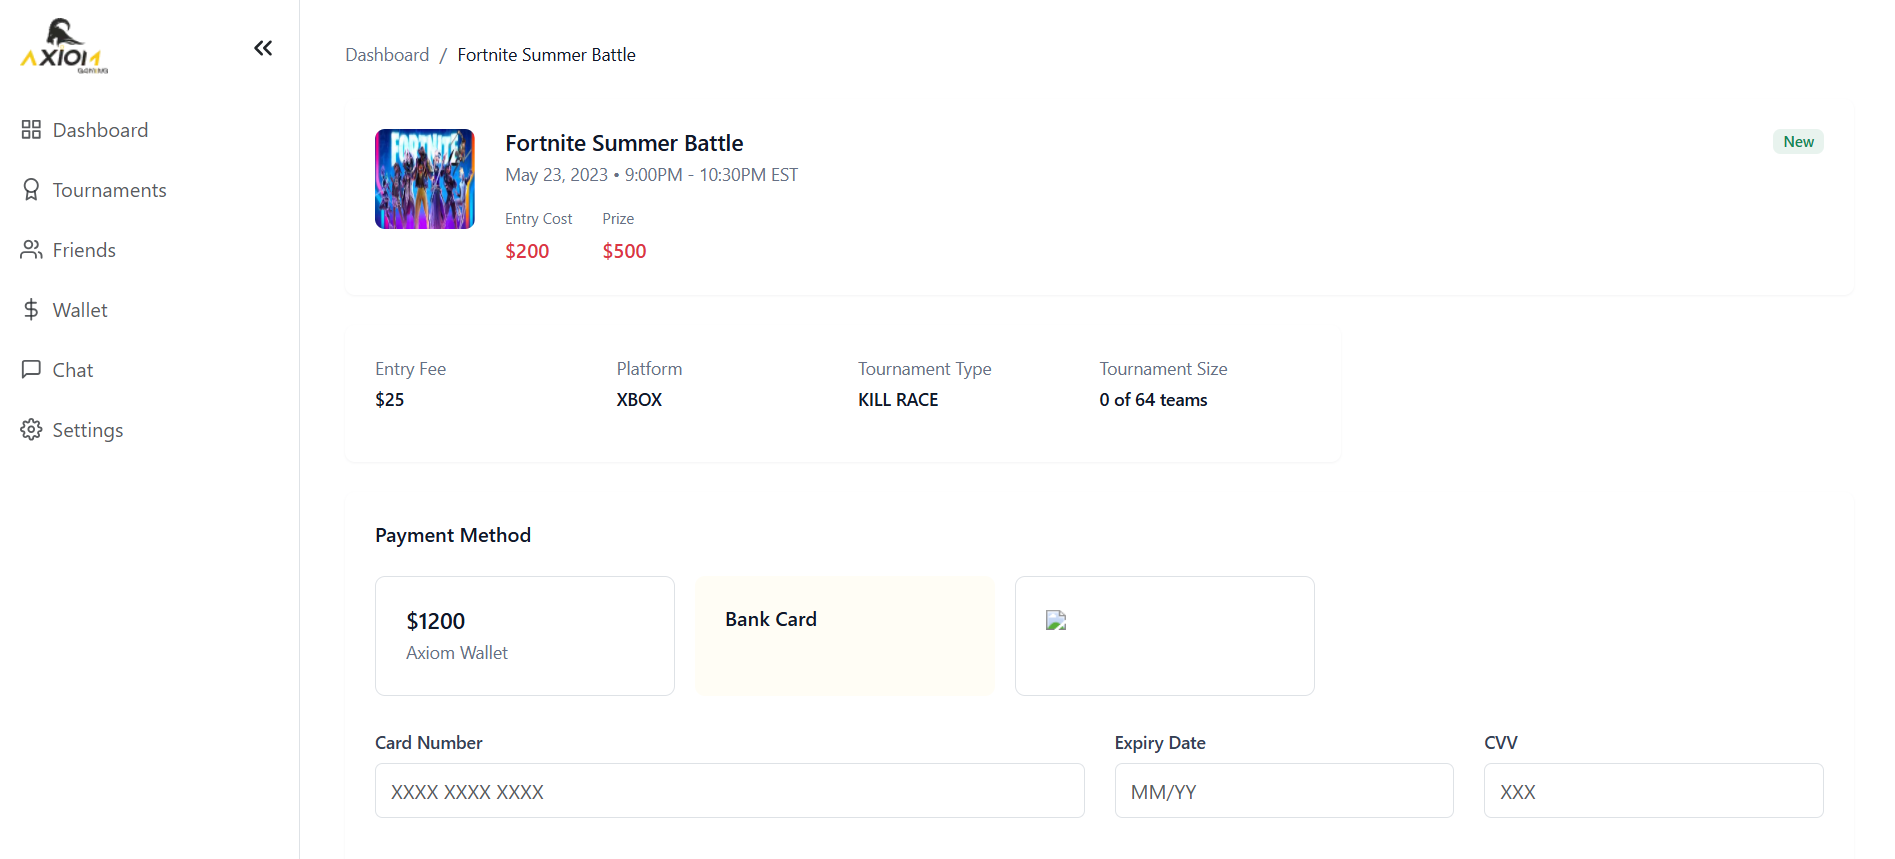 AXIOM
GAMING
Dashboard
Tournaments
Friends
Wallet
Chat
Settings
Dashboard / Fortnite Summer Battle
FORTNITE
Fortnite Summer Battle
New
May 23, 2023 • 9:00PM - 10:30PM EST
Entry Cost Prize
$200 $500
Entry Fee Platform Tournament Type Tournament Size
$25 XBOX KILL RACE 0 of 64 teams
Payment Method
$1200
Axiom Wallet
Bank Card
Card Number Expiry Date CVV
XXXX XXXX XXXX MM/YY XXX